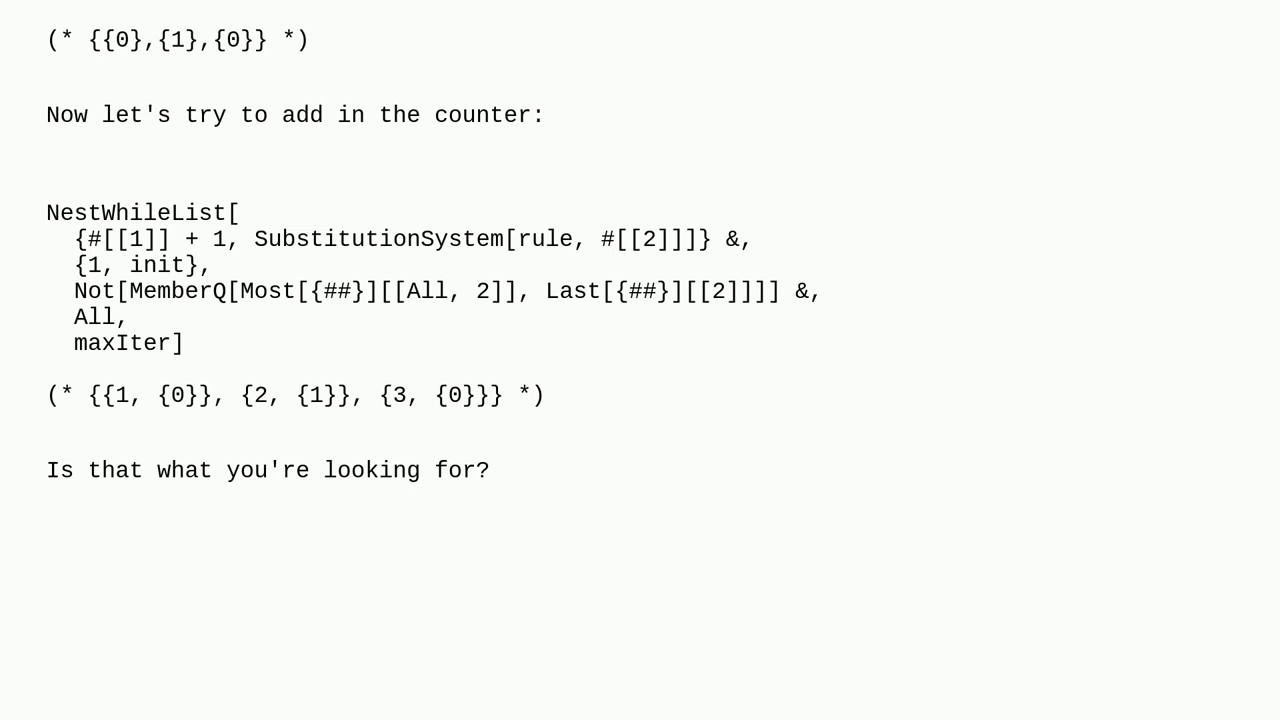 (* {{0},{1},{0}} *)
Now let's try to add in the counter:
NestWhileList[
  {#[[1]] + 1, SubstitutionSystem[rule, #[[2]]]} &,
  {1, init},
  Not[MemberQ[Most[{##}][[All, 2]], Last[{##}][[2]]]] &,
  All,
  maxIter]
(* {{1, {0}}, {2, {1}}, {3, {0}}} *)
Is that what you're looking for?